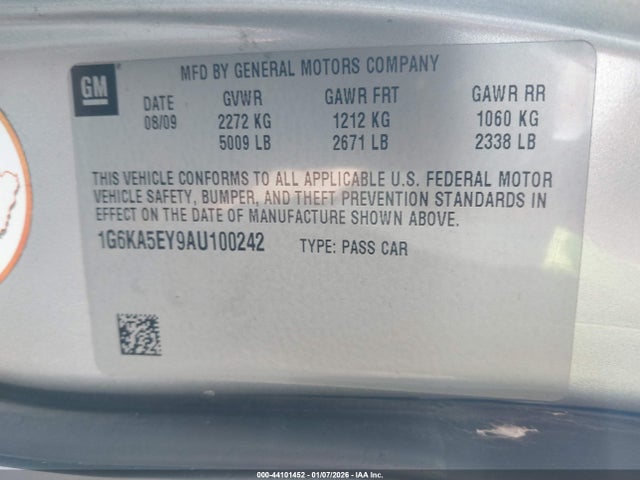 GM
MFD BY GENERAL MOTORS COMPANY
DATE GVWR GAWR FRT GAWR RR
08/09 2272 KG 1212 KG 1060 KG
5009 LB 2671 LB 2338 LB
THIS VEHICLE CONFORMS TO ALL APPLICABLE U.S. FEDERAL MOTOR
VEHICLE SAFETY, BUMPER, AND THEFT PREVENTION STANDARDS IN
EFFECT ON THE DATE OF MANUFACTURE SHOWN ABOVE.
1G6KA5EY9AU100242 TYPE: PASS CAR
000-44101452 - 01/07/2026 - IAA Inc.